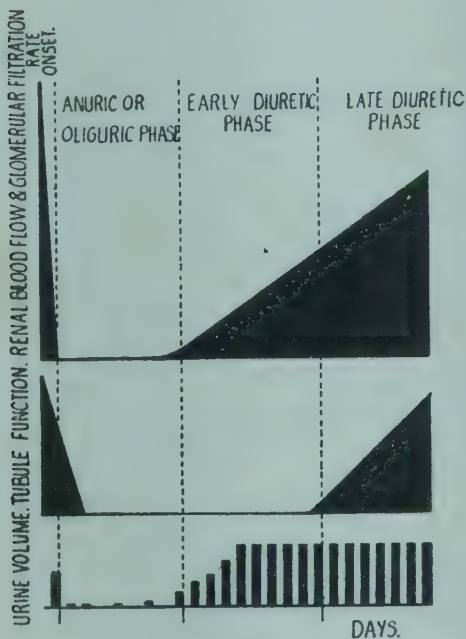 RENAL BLOOD FLOW & GLOMERULAR FILTRATION
RATE
ONSET.
ANURIC OR
OLIGURIC PHASE
EARLY DIURETIC
PHASE
LATE DIURETIC
PHASE
TUBULE FUNCTION.
URINE VOLUME.
DAYS.